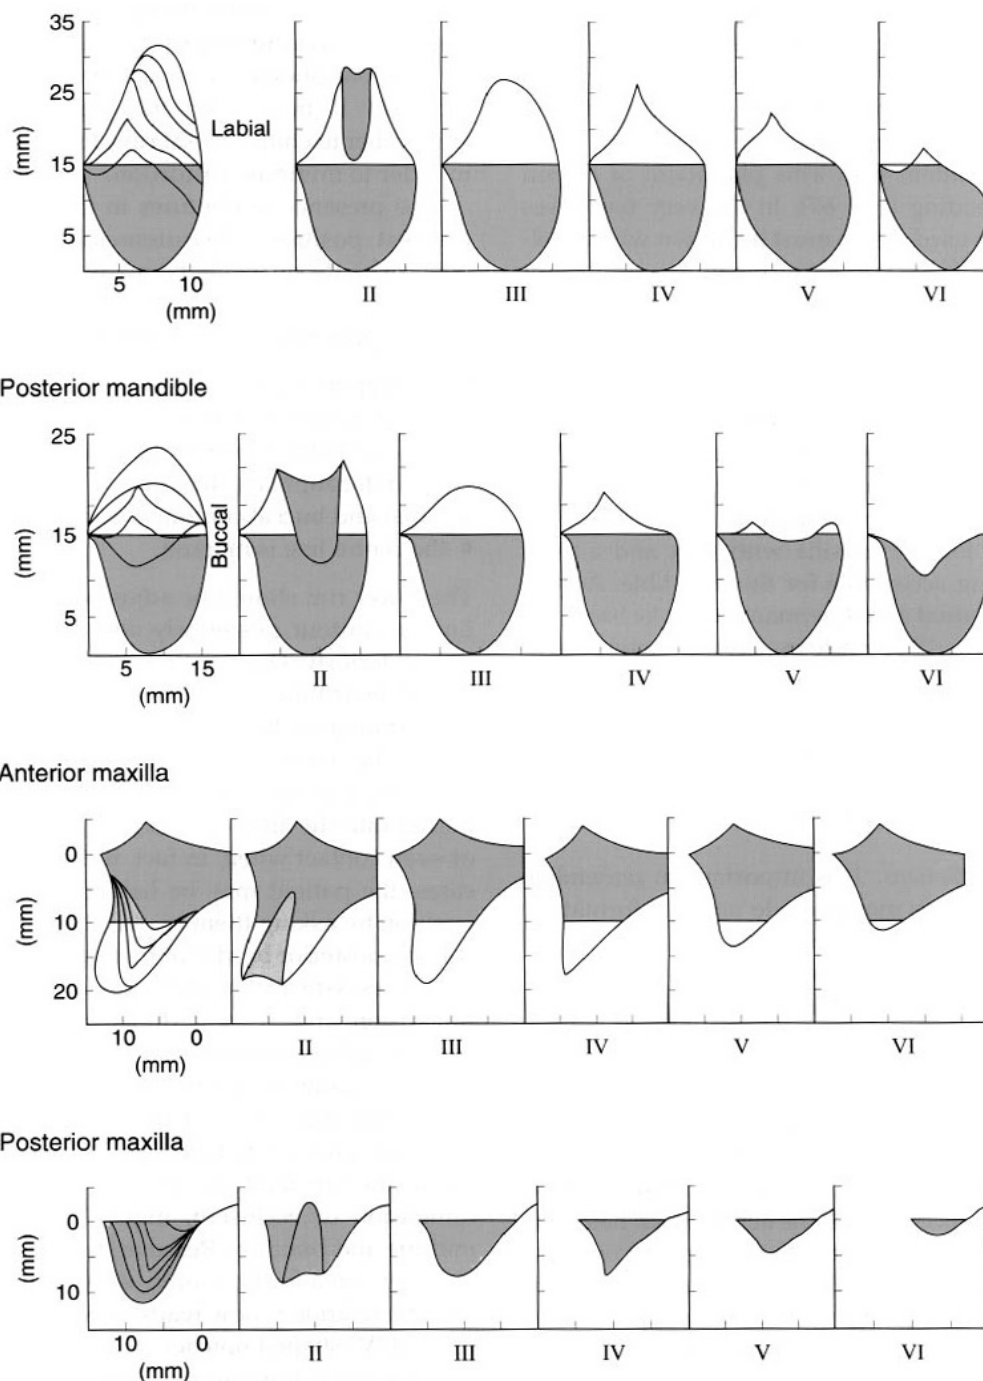 35
25
15
5
(mm)
Labial
5 10
(mm)
II III IV V VI
Posterior mandible
25
15
5
(mm)
Buccal
5 15
(mm)
II III IV V VI
Anterior maxilla
0
10
20
(mm)
10 0
(mm)
II III IV V VI
Posterior maxilla
0
10
(mm)
10 0
(mm)
II III IV V VI